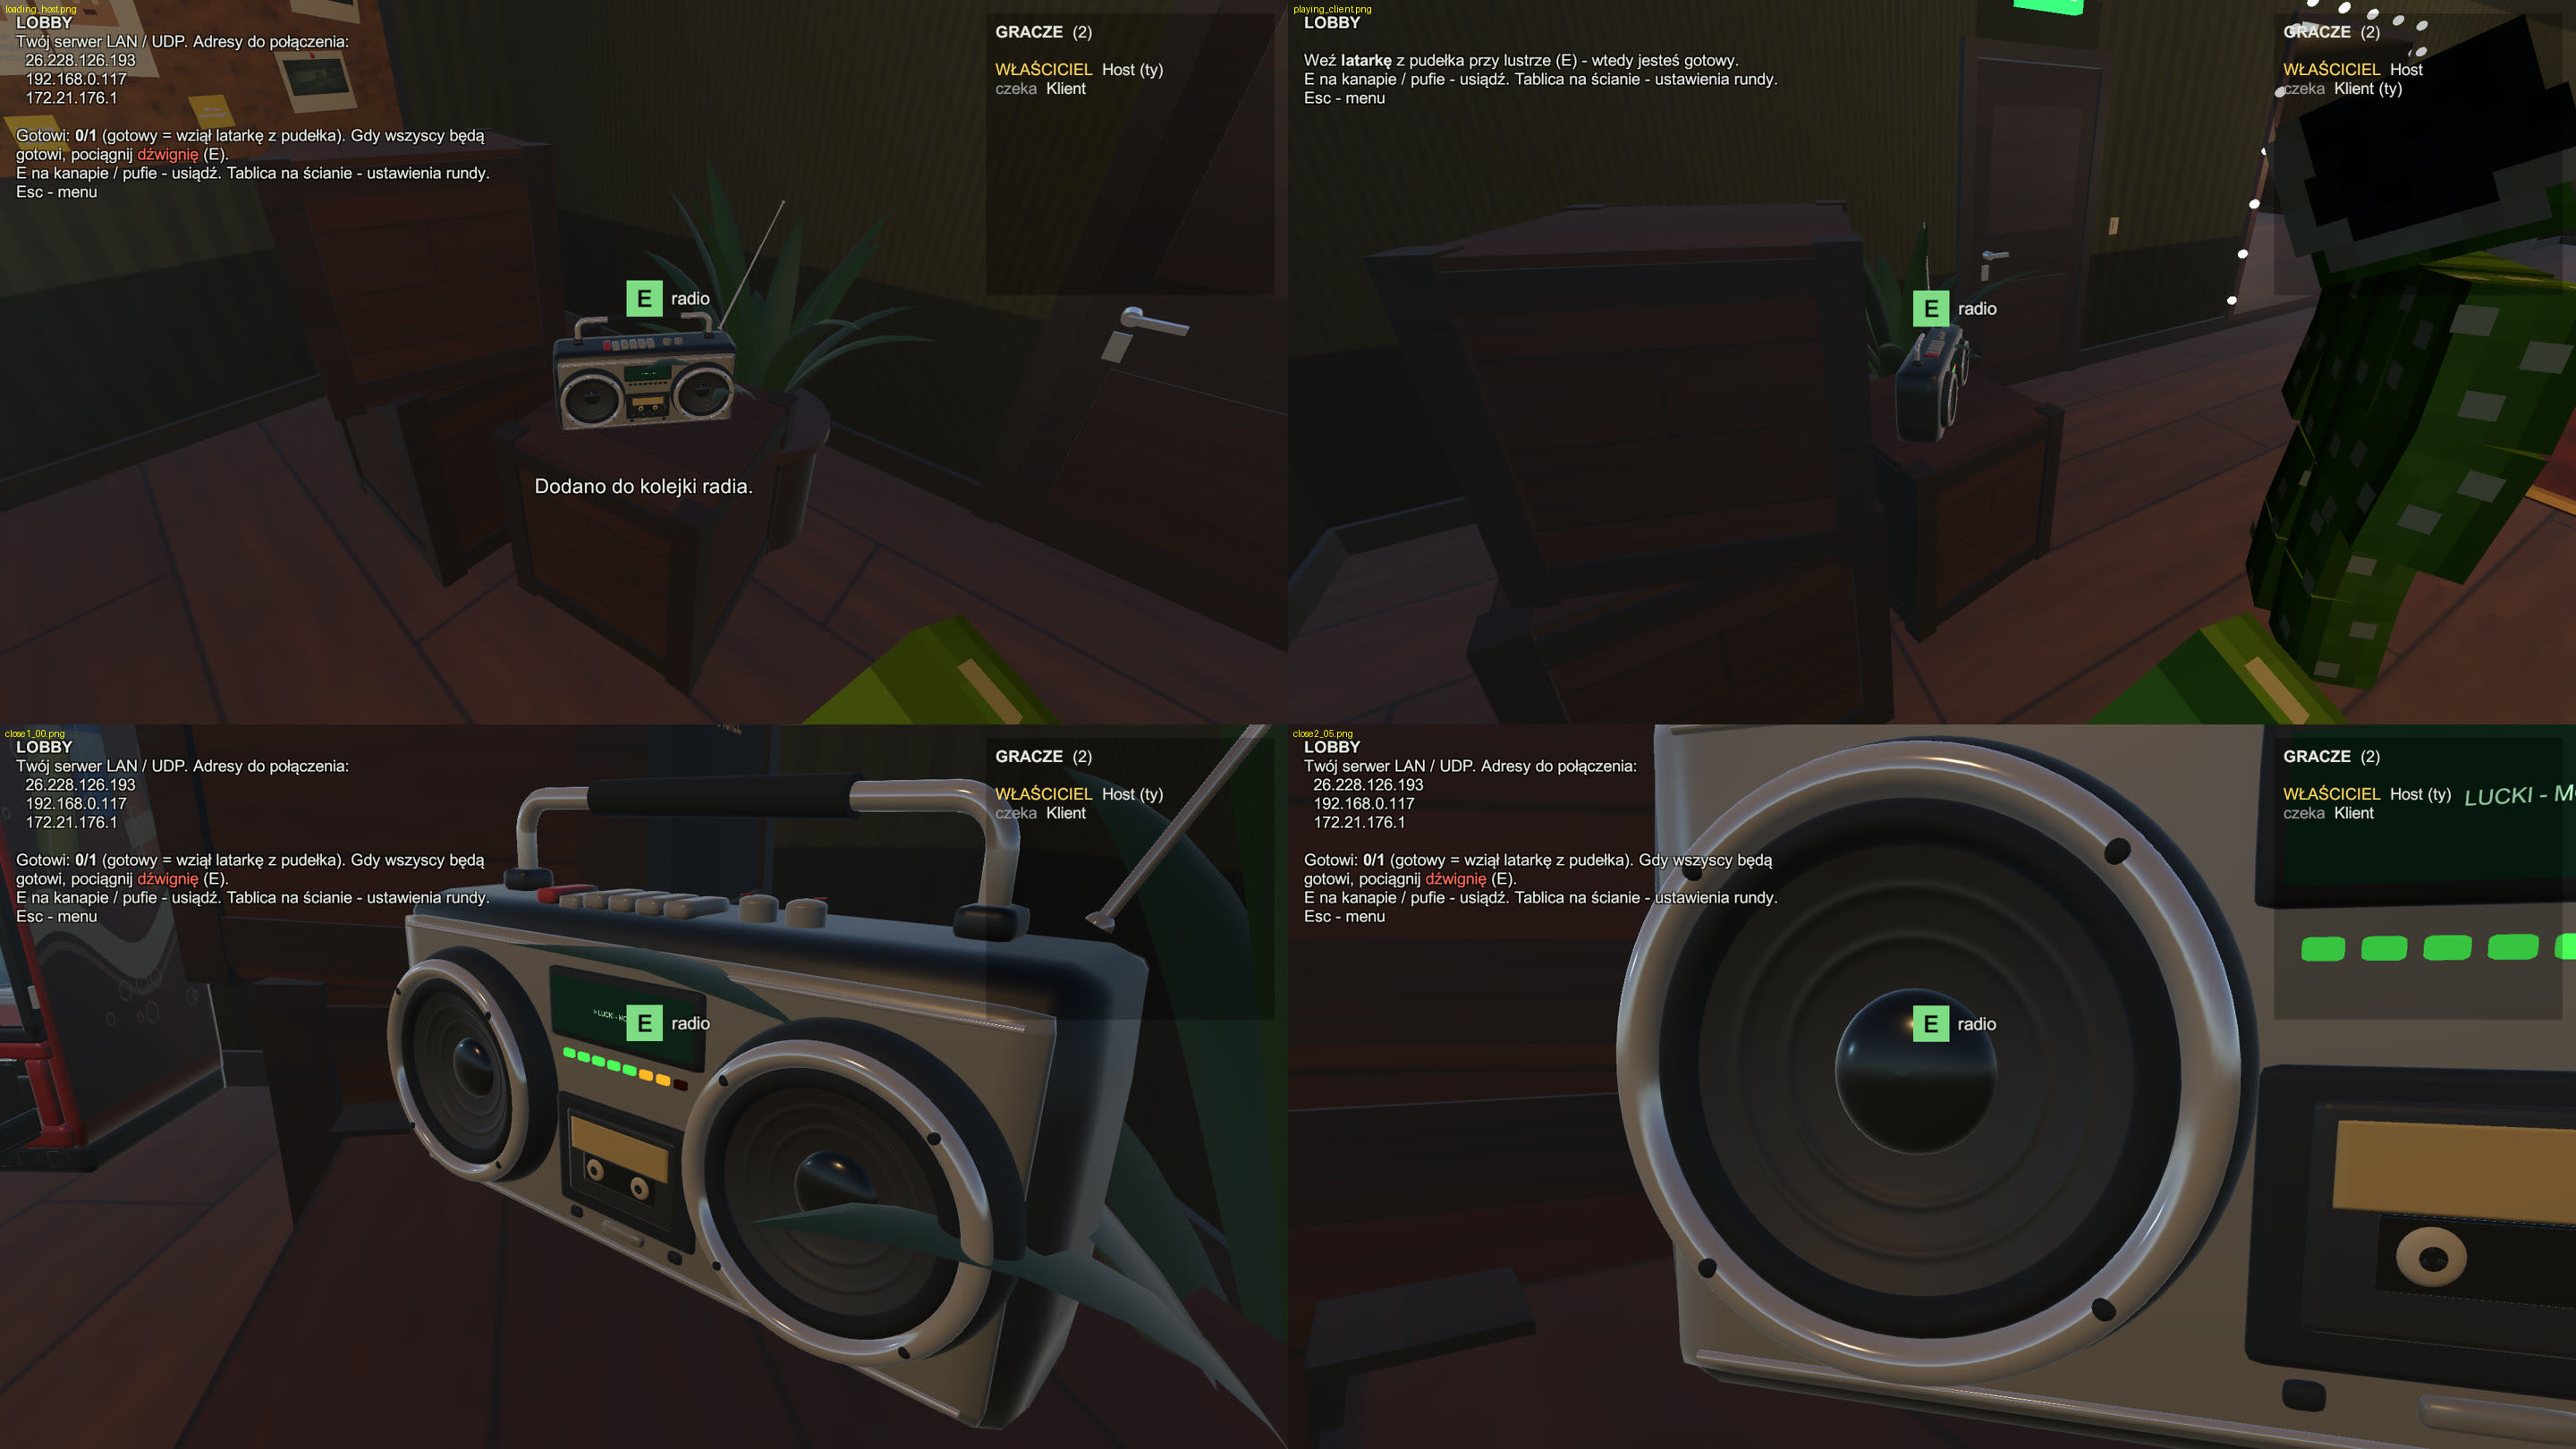 loading_host.png
LOBBY
Twój serwer LAN / UDP. Adresy do połączenia:
26.228.126.193
192.168.0.117
172.21.176.1
Gotowi: 0/1 (gotowy = wziął latarkę z pudełka). Gdy wszyscy będą
gotowi, pociągnij dźwignię (E).
E na kanapie / pufie - usiądź. Tablica na ścianie - ustawienia rundy.
Esc - menu
GRACZE (2)
WŁAŚCICIEL Host (ty)
czeka Klient
E radio
Dodano do kolejki radia.
playing_client.png
LOBBY
Weź latarkę z pudełka przy lustrze (E) - wtedy jesteś gotowy.
E na kanapie / pufie - usiądź. Tablica na ścianie - ustawienia rundy.
Esc - menu
GRACZE (2)
WŁAŚCICIEL Host
czeka Klient (ty)
E radio
close1_00.png
LOBBY
Twój serwer LAN / UDP. Adresy do połączenia:
26.228.126.193
192.168.0.117
172.21.176.1
Gotowi: 0/1 (gotowy = wziął latarkę z pudełka). Gdy wszyscy będą
gotowi, pociągnij dźwignię (E).
E na kanapie / pufie - usiądź. Tablica na ścianie - ustawienia rundy.
Esc - menu
GRACZE (2)
WŁAŚCICIEL Host (ty)
czeka Klient
> LUCKI - MO
E radio
close2_05.png
LOBBY
Twój serwer LAN / UDP. Adresy do połączenia:
26.228.126.193
192.168.0.117
172.21.176.1
Gotowi: 0/1 (gotowy = wziął latarkę z pudełka). Gdy wszyscy będą
gotowi, pociągnij dźwignię (E).
E na kanapie / pufie - usiądź. Tablica na ścianie - ustawienia rundy.
Esc - menu
GRACZE (2)
WŁAŚCICIEL Host (ty)
czeka Klient
LUCKI - M
E radio